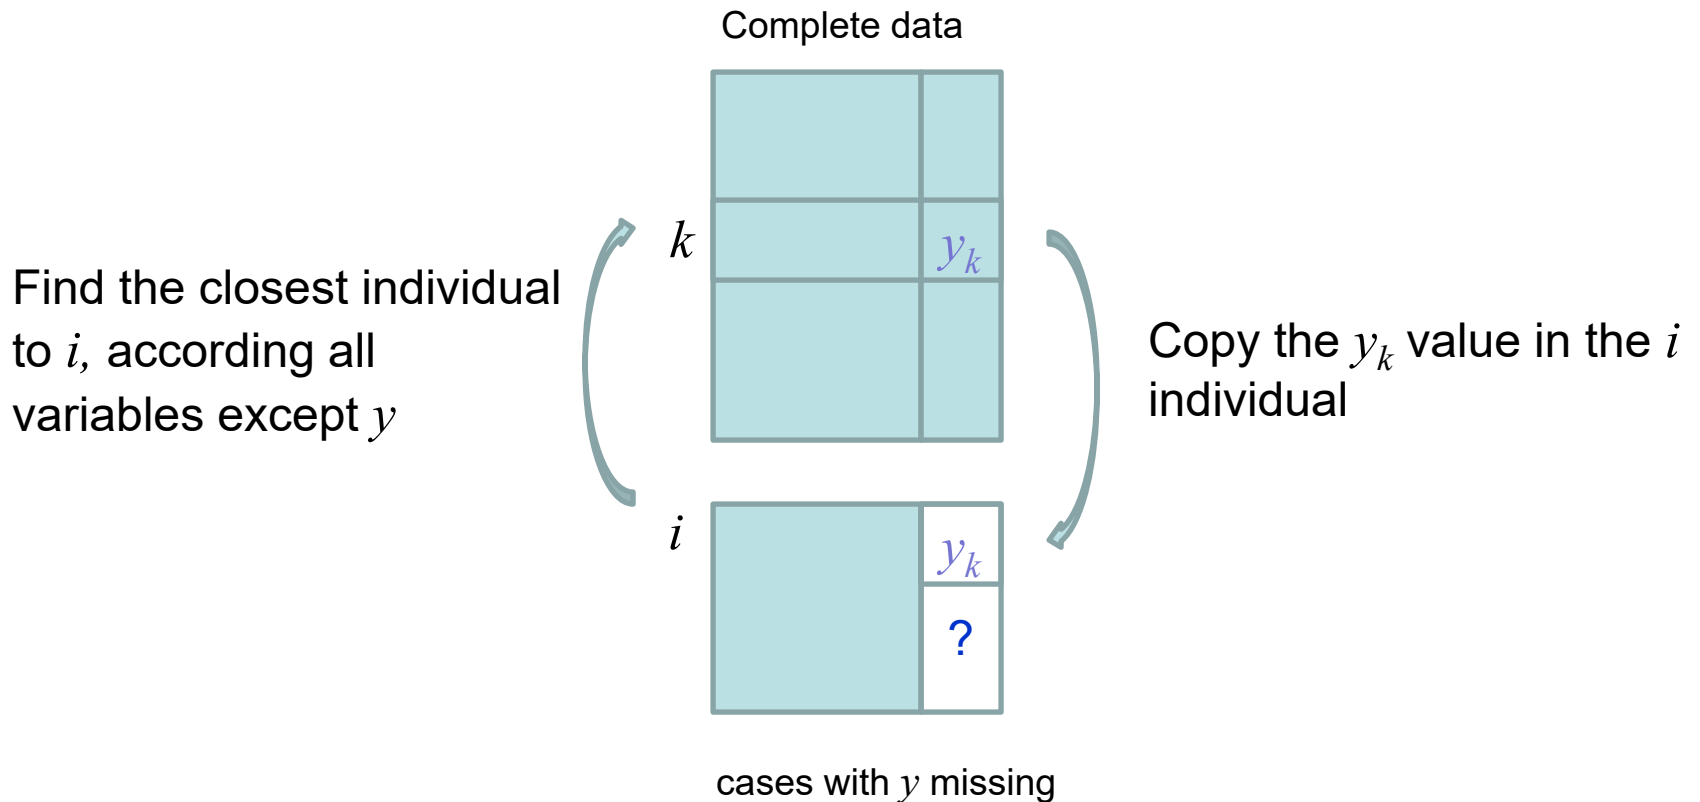 Complete data
k
y_k
Find the closest individual
to i, according all
variables except y
Copy the y_k value in the i
individual
i
y_k
?
cases with y missing